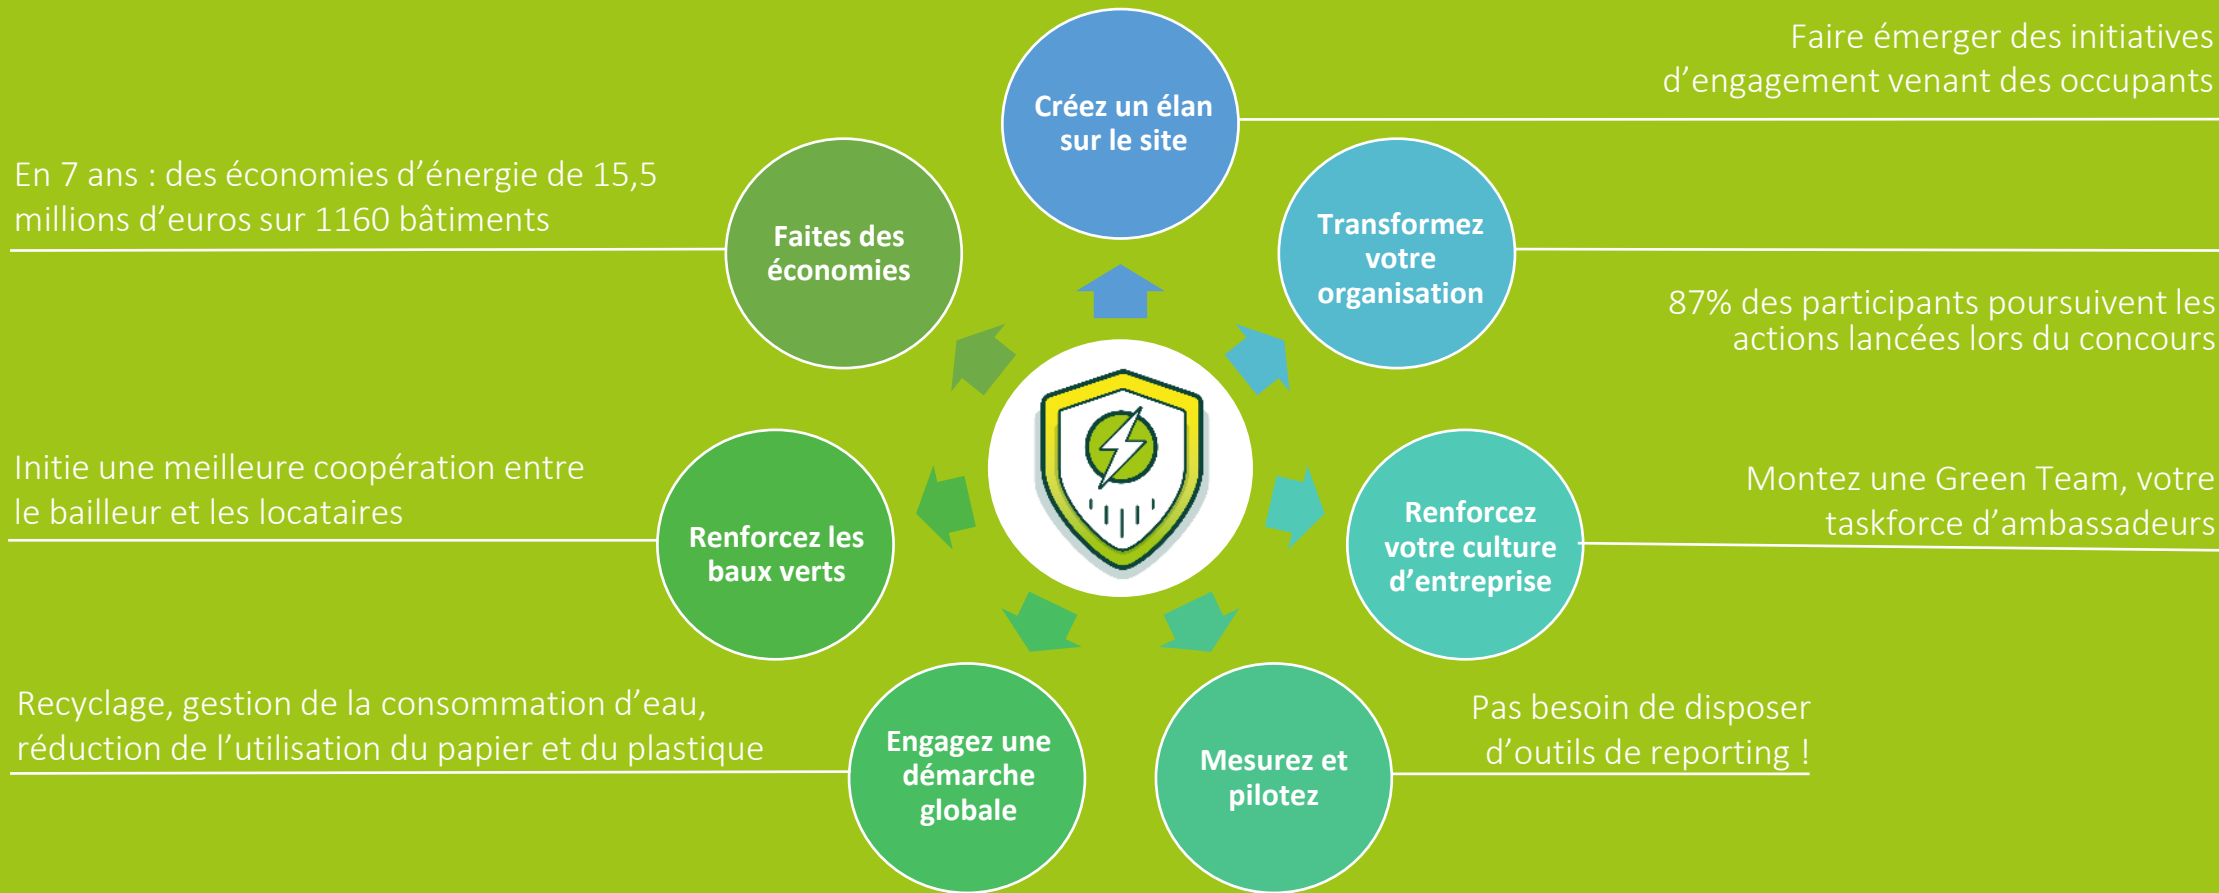 Créez un élan
sur le site
Faire émerger des initiatives
d’engagement venant des occupants
Transformez
votre
organisation
87% des participants poursuivent les
actions lancées lors du concours
Renforcez
votre culture
d’entreprise
Montez une Green Team, votre
taskforce d’ambassadeurs
Mesurez et
pilotez
Pas besoin de disposer
d’outils de reporting !
Engagez une
démarche
globale
Recyclage, gestion de la consommation d’eau,
réduction de l’utilisation du papier et du plastique
Renforcez les
baux verts
Initie une meilleure coopération entre
le bailleur et les locataires
Faites des
économies
En 7 ans : des économies d’énergie de 15,5
millions d’euros sur 1160 bâtiments